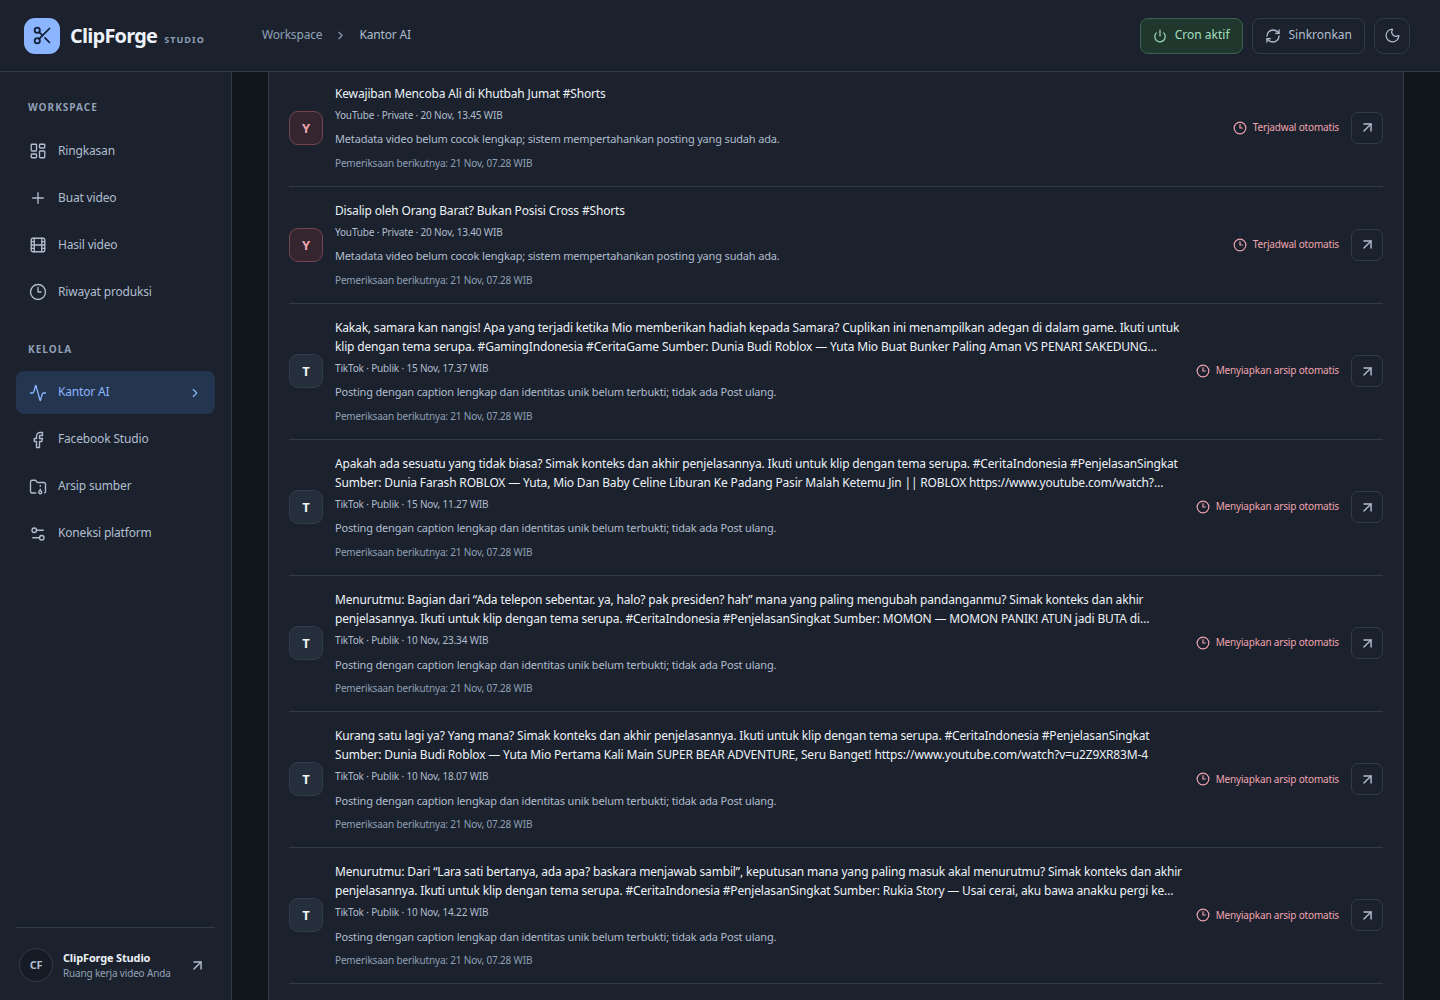 ClipForge STUDIO
Workspace > Kantor AI
Cron aktif
Sinkronkan
WORKSPACE
Ringkasan
Buat video
Hasil video
Riwayat produksi
KELOLA
Kantor AI
Facebook Studio
Arsip sumber
Koneksi platform
CF
ClipForge Studio
Ruang kerja video Anda
Y
Kewajiban Mencoba Ali di Khutbah Jumat #Shorts
YouTube · Private · 20 Nov, 13.45 WIB
Metadata video belum cocok lengkap; sistem mempertahankan posting yang sudah ada.
Pemeriksaan berikutnya: 21 Nov, 07.28 WIB
Terjadwal otomatis
Y
Disalip oleh Orang Barat? Bukan Posisi Cross #Shorts
YouTube · Private · 20 Nov, 13.40 WIB
Metadata video belum cocok lengkap; sistem mempertahankan posting yang sudah ada.
Pemeriksaan berikutnya: 21 Nov, 07.28 WIB
Terjadwal otomatis
T
Kakak, samara kan nangis! Apa yang terjadi ketika Mio memberikan hadiah kepada Samara? Cuplikan ini menampilkan adegan di dalam game. Ikuti untuk
klip dengan tema serupa. #GamingIndonesia #CeritaGame Sumber: Dunia Budi Roblox — Yuta Mio Buat Bunker Paling Aman VS PENARI SAKEDUNG...
TikTok · Publik · 15 Nov, 17.37 WIB
Posting dengan caption lengkap dan identitas unik belum terbukti; tidak ada Post ulang.
Pemeriksaan berikutnya: 21 Nov, 07.28 WIB
Menyiapkan arsip otomatis
T
Apakah ada sesuatu yang tidak biasa? Simak konteks dan akhir penjelasannya. Ikuti untuk klip dengan tema serupa. #CeritaIndonesia #PenjelasanSingkat
Sumber: Dunia Farash ROBLOX — Yuta, Mio Dan Baby Celine Liburan Ke Padang Pasir Malah Ketemu Jin || ROBLOX https://www.youtube.com/watch?...
TikTok · Publik · 15 Nov, 11.27 WIB
Posting dengan caption lengkap dan identitas unik belum terbukti; tidak ada Post ulang.
Pemeriksaan berikutnya: 21 Nov, 07.28 WIB
Menyiapkan arsip otomatis
T
Menurutmu: Bagian dari “Ada telepon sebentar. ya, halo? pak presiden? hah” mana yang paling mengubah pandanganmu? Simak konteks dan akhir
penjelasannya. Ikuti untuk klip dengan tema serupa. #CeritaIndonesia #PenjelasanSingkat Sumber: MOMON — MOMON PANIK! ATUN jadi BUTA di...
TikTok · Publik · 10 Nov, 23.34 WIB
Posting dengan caption lengkap dan identitas unik belum terbukti; tidak ada Post ulang.
Pemeriksaan berikutnya: 21 Nov, 07.28 WIB
Menyiapkan arsip otomatis
T
Kurang satu lagi ya? Yang mana? Simak konteks dan akhir penjelasannya. Ikuti untuk klip dengan tema serupa. #CeritaIndonesia #PenjelasanSingkat
Sumber: Dunia Budi Roblox — Yuta Mio Pertama Kali Main SUPER BEAR ADVENTURE, Seru Banget! https://www.youtube.com/watch?v=u2Z9XR83M-4
TikTok · Publik · 10 Nov, 18.07 WIB
Posting dengan caption lengkap dan identitas unik belum terbukti; tidak ada Post ulang.
Pemeriksaan berikutnya: 21 Nov, 07.28 WIB
Menyiapkan arsip otomatis
T
Menurutmu: Dari “Lara sati bertanya, ada apa? baskara menjawab sambil”, keputusan mana yang paling masuk akal menurutmu? Simak konteks dan akhir
penjelasannya. Ikuti untuk klip dengan tema serupa. #CeritaIndonesia #PenjelasanSingkat Sumber: Rukia Story — Usai cerai, aku bawa anakku pergi ke...
TikTok · Publik · 10 Nov, 14.22 WIB
Posting dengan caption lengkap dan identitas unik belum terbukti; tidak ada Post ulang.
Pemeriksaan berikutnya: 21 Nov, 07.28 WIB
Menyiapkan arsip otomatis